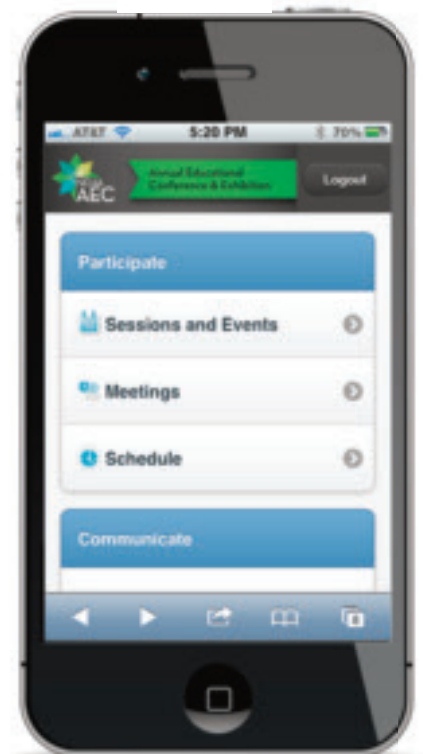 AT&T 5:20 PM 70%
AEC Annual Educational Logout
Conference & Exhibition
Participate
Sessions and Events
Meetings
Schedule
Communicate